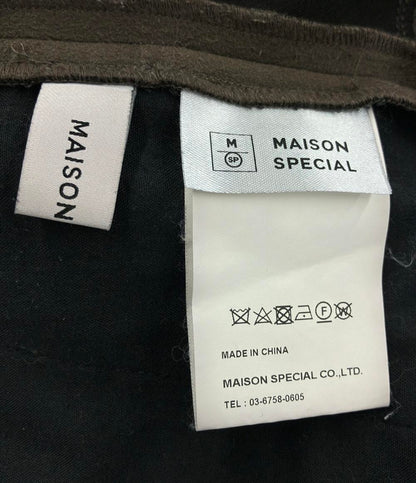 MAISON
M
SP
MAISON
SPECIAL
F W
MADE IN CHINA
MAISON SPECIAL CO.,LTD.
TEL : 03-6758-0605